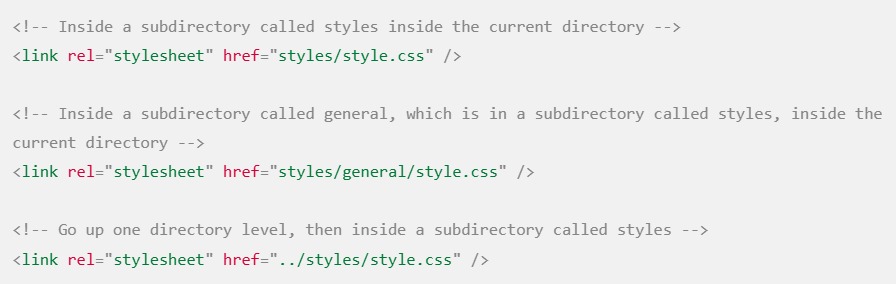 <!-- Inside a subdirectory called styles inside the current directory -->
<link rel="stylesheet" href="styles/style.css" />
<!-- Inside a subdirectory called general, which is in a subdirectory called styles, inside the
current directory -->
<link rel="stylesheet" href="styles/general/style.css" />
<!-- Go up one directory level, then inside a subdirectory called styles -->
<link rel="stylesheet" href="../styles/style.css" />